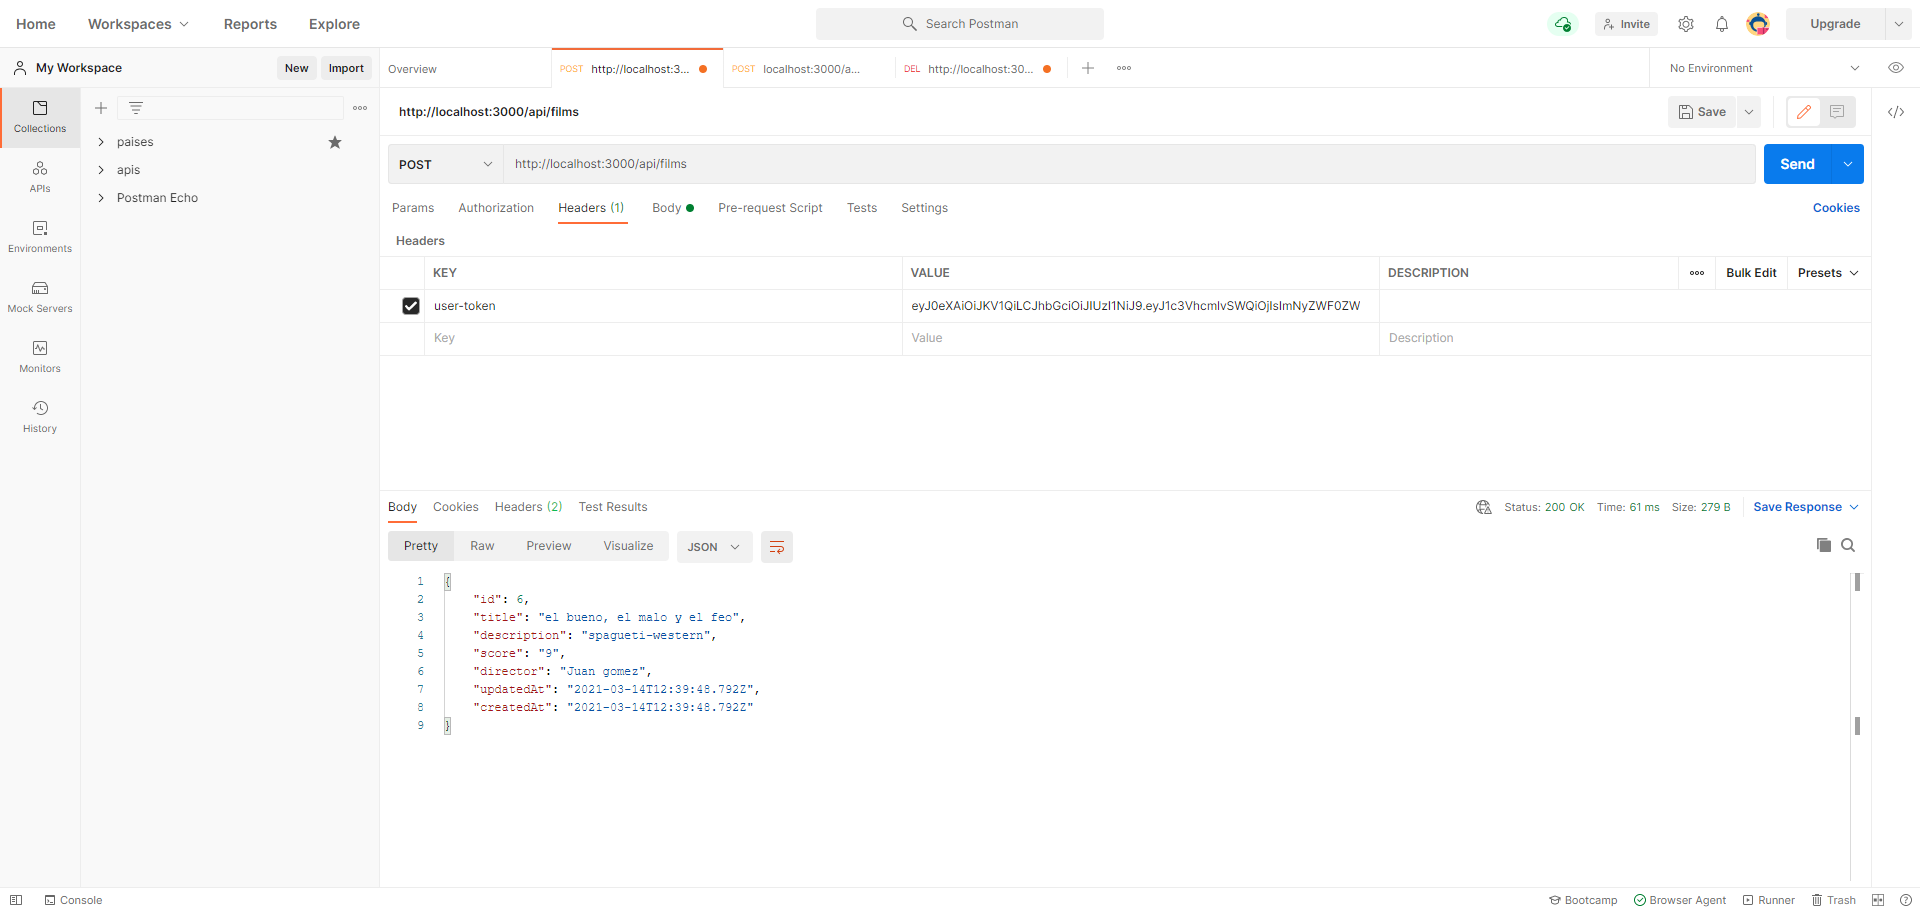 Home Workspaces Reports Explore Search Postman Invite Upgrade
My Workspace New Import Overview POST http://localhost:3... POST localhost:3000/a... DEL http://localhost:30... No Environment
Collections
APIs
Environments
Mock Servers
Monitors
History
paises
apis
Postman Echo
http://localhost:3000/api/films Save
POST http://localhost:3000/api/films Send
Params Authorization Headers (1) Body Pre-request Script Tests Settings Cookies
Headers
KEY VALUE DESCRIPTION Bulk Edit Presets
user-token eyJ0eXAiOiJKV1QiLCJhbGciOiJIUzI1NiJ9.eyJ1c3VhcmlvSWQiOjIsImNyZWF0ZW
Key Value Description
Body Cookies Headers (2) Test Results Status: 200 OK Time: 61 ms Size: 279 B Save Response
Pretty Raw Preview Visualize JSON
1 {
2 "id": 6,
3 "title": "el bueno, el malo y el feo",
4 "description": "spagueti-western",
5 "score": "9",
6 "director": "Juan gomez",
7 "updatedAt": "2021-03-14T12:39:48.792Z",
8 "createdAt": "2021-03-14T12:39:48.792Z"
9 }
Console Bootcamp Browser Agent Runner Trash